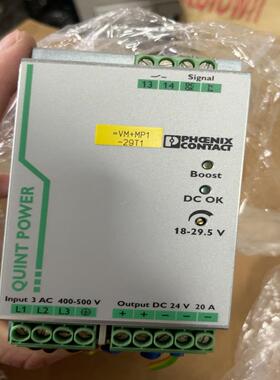 Signal
13 14
=VM+MP1
-29T1
PHŒNIX
CONTACT
Boost
DC OK
18-29.5 V
QUINT POWER
Input 3 AC 400-500 V
Output DC 24 V 20 A
L1 L2 L3
+ + − − −